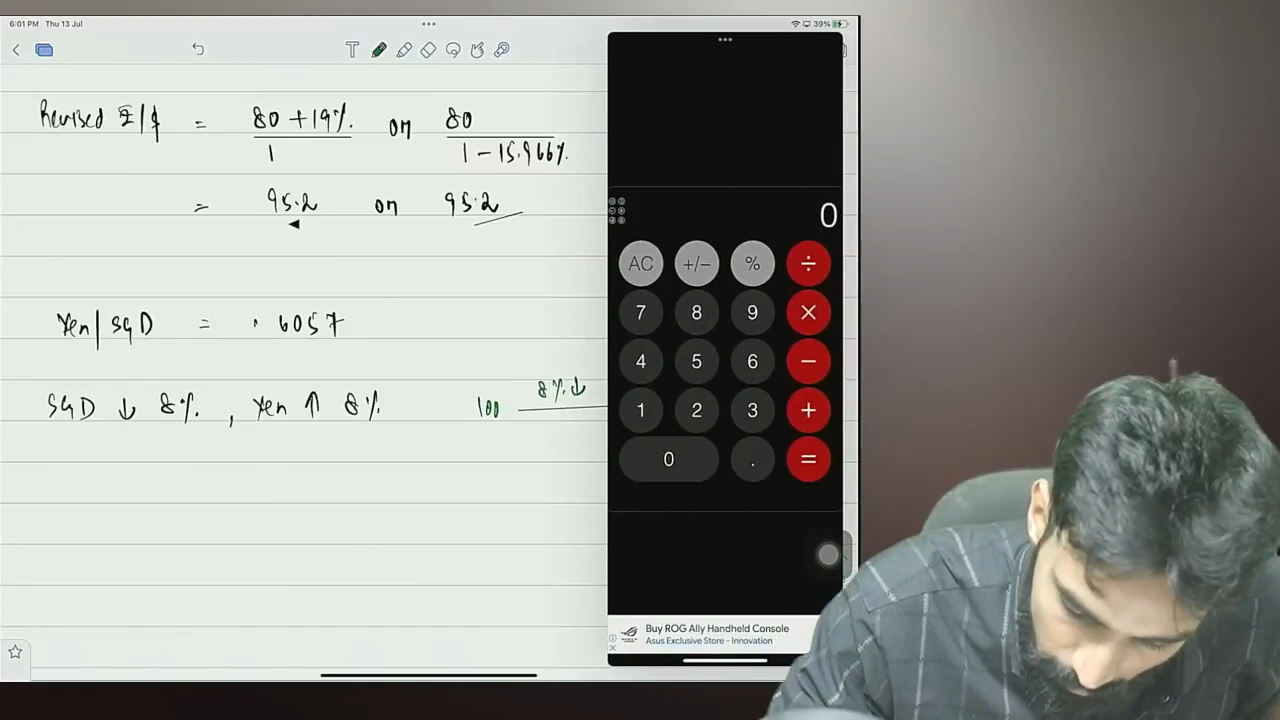 6:01 PM Thu 13 Jul
39%
T
Revised ₹/$ = 80 + 19% / 1 or 80 / 1 - 15.966%
= 95.2 or 95.2
Yen/SGD = .6057
SGD ↓ 8%, Yen ↑ 8%
100 8% ↓
0
AC +/− % ÷
7 8 9 ×
4 5 6 −
1 2 3 +
0 . =
Buy ROG Ally Handheld Console
Asus Exclusive Store - Innovation